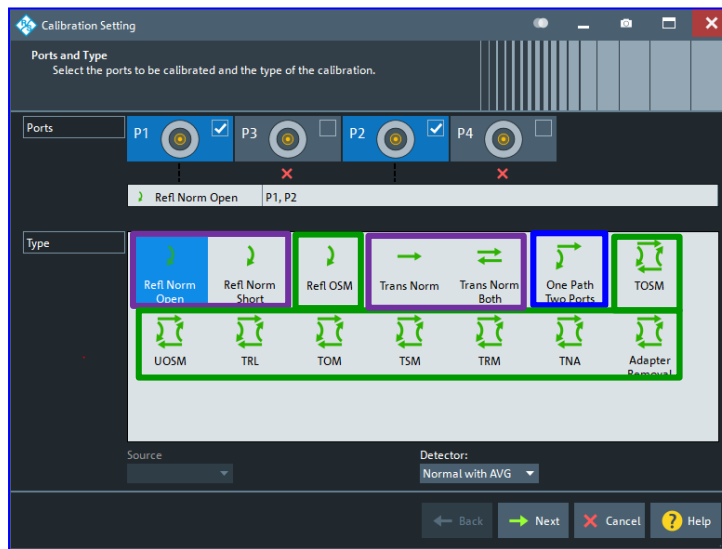 Calibration Setting
Ports and Type
Select the ports to be calibrated and the type of the calibration.
Ports
P1
P3
P2
P4
Refl Norm Open
P1, P2
Type
Refl Norm
Open
Refl Norm
Short
Refl OSM
Trans Norm
Trans Norm
Both
One Path
Two Ports
TOSM
UOSM
TRL
TOM
TSM
TRM
TNA
Adapter
Removal
Source
Detector:
Normal with AVG
Back
Next
Cancel
? Help